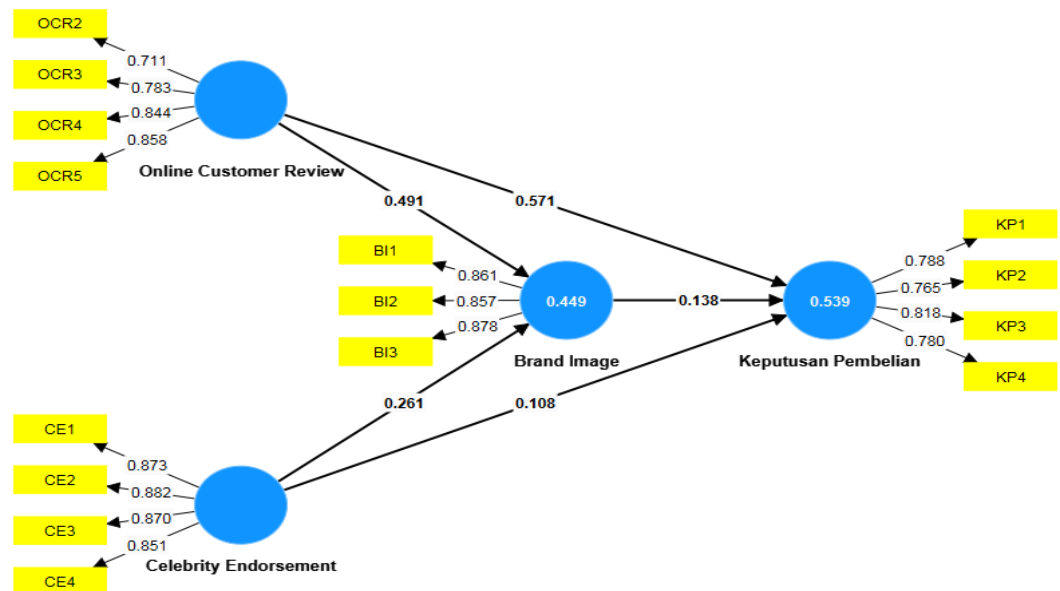 OCR2
OCR3
OCR4
OCR5
0.711
0.783
0.844
0.858
Online Customer Review
0.491
0.571
BI1
BI2
BI3
0.861
0.857
0.878
0.449
Brand Image
0.138
0.539
Keputusan Pembelian
0.788
0.765
0.818
0.780
KP1
KP2
KP3
KP4
0.261
0.108
CE1
CE2
CE3
CE4
0.873
0.882
0.870
0.851
Celebrity Endorsement